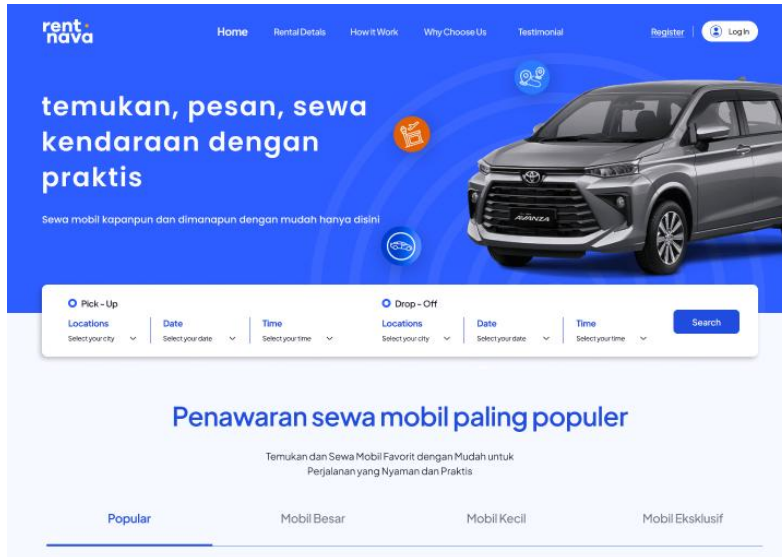 rent
nava
Home Rental Detals How it Work Why Choose Us Testimonial Register Log In
temukan, pesan, sewa
kendaraan dengan
praktis
Sewa mobil kapanpun dan dimanapun dengan mudah hanya disini
AVANZA
Pick - Up Drop - Off
Locations Date Time Locations Date Time Search
Select your city Select your date Select your time Select your city Select your date Select your time
Penawaran sewa mobil paling populer
Temukan dan Sewa Mobil Favorit dengan Mudah untuk
Perjalanan yang Nyaman dan Praktis
Popular Mobil Besar Mobil Kecil Mobil Eksklusif